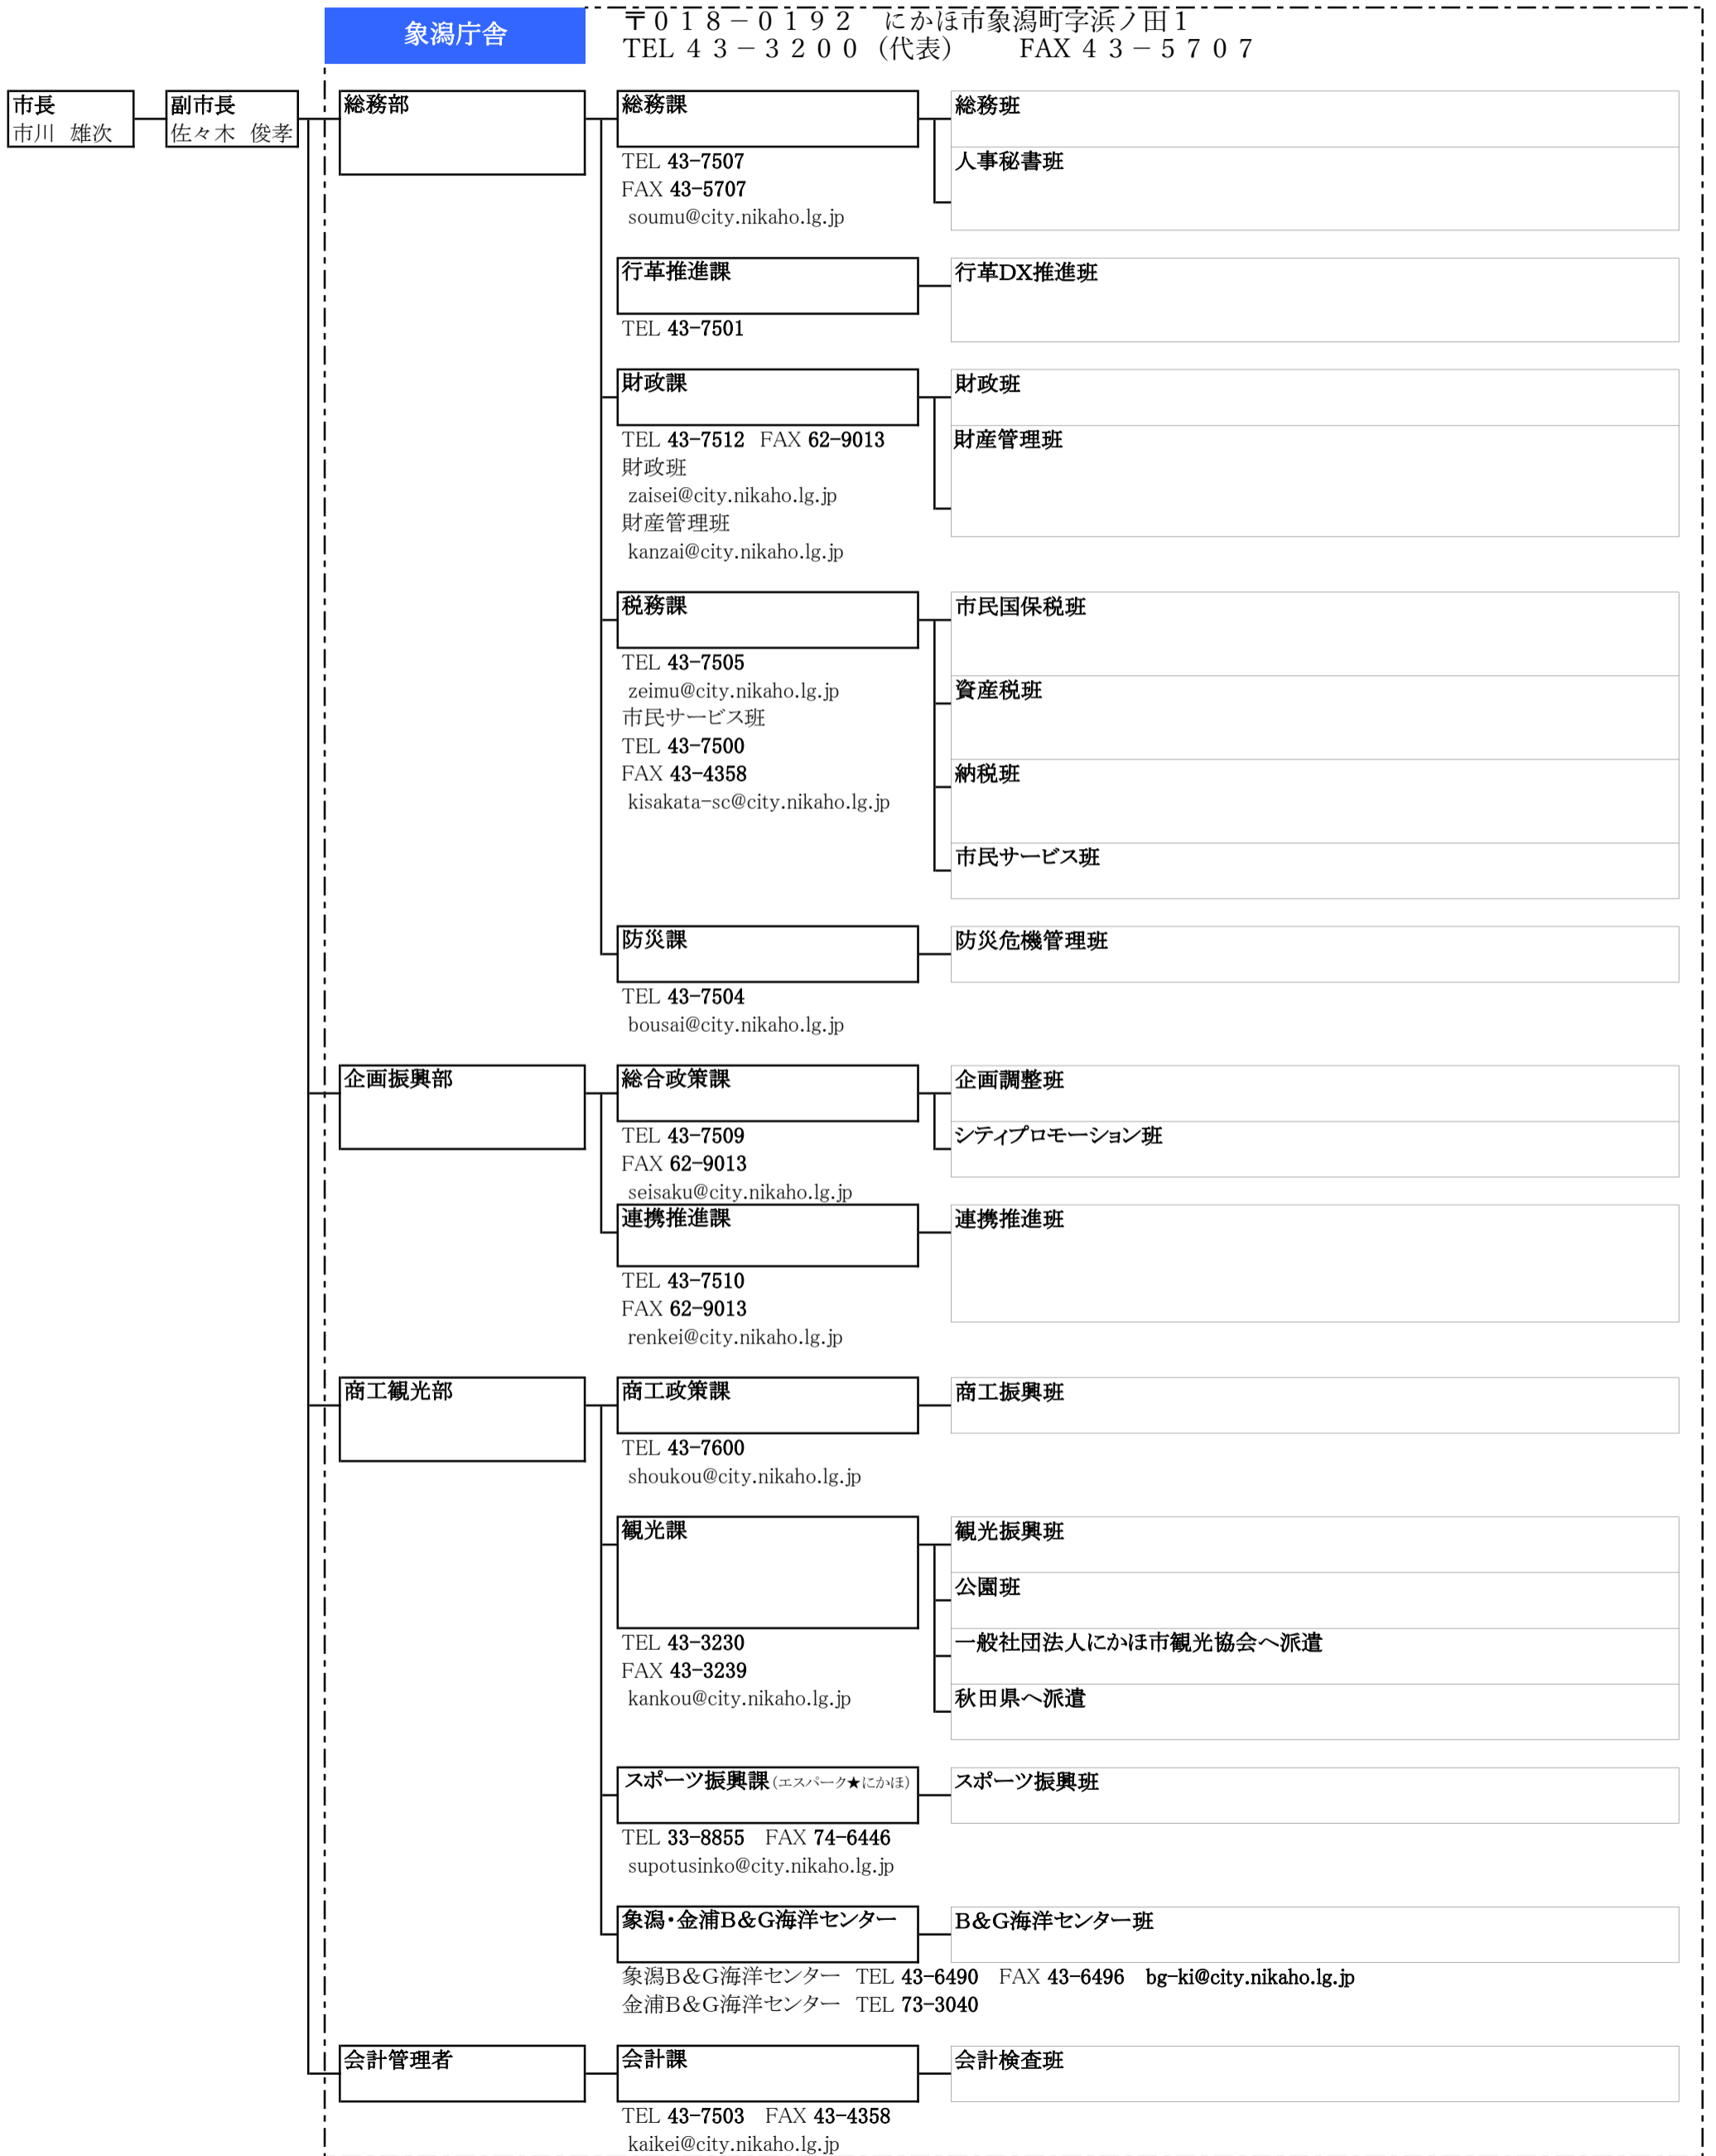 象潟庁舎
〒０１８－０１９２　にかほ市象潟町字浜ノ田１
TEL ４３－３２００（代表）　　FAX ４３－５７０７
市長
市川　雄次
副市長
佐々木　俊孝
総務部
総務課
TEL 43-7507
FAX 43-5707
soumu@city.nikaho.lg.jp
総務班
人事秘書班
行革推進課
TEL 43-7501
行革DX推進班
財政課
TEL 43-7512 FAX 62-9013
財政班
zaisei@city.nikaho.lg.jp
財産管理班
kanzai@city.nikaho.lg.jp
財政班
財産管理班
税務課
TEL 43-7505
zeimu@city.nikaho.lg.jp
市民サービス班
TEL 43-7500
FAX 43-4358
kisakata-sc@city.nikaho.lg.jp
市民国保税班
資産税班
納税班
市民サービス班
防災課
TEL 43-7504
bousai@city.nikaho.lg.jp
防災危機管理班
企画振興部
総合政策課
TEL 43-7509
FAX 62-9013
seisaku@city.nikaho.lg.jp
企画調整班
シティプロモーション班
連携推進課
TEL 43-7510
FAX 62-9013
renkei@city.nikaho.lg.jp
連携推進班
商工観光部
商工政策課
TEL 43-7600
shoukou@city.nikaho.lg.jp
商工振興班
観光課
TEL 43-3230
FAX 43-3239
kankou@city.nikaho.lg.jp
観光振興班
公園班
一般社団法人にかほ市観光協会へ派遣
秋田県へ派遣
スポーツ振興課（エスパーク★にかほ）
TEL 33-8855　FAX 74-6446
supotusinko@city.nikaho.lg.jp
スポーツ振興班
象潟・金浦B&G海洋センター
B&G海洋センター班
象潟B&G海洋センター　TEL 43-6490　FAX 43-6496　bg-ki@city.nikaho.lg.jp
金浦B&G海洋センター　TEL 73-3040
会計管理者
会計課
TEL 43-7503　FAX 43-4358
kaikei@city.nikaho.lg.jp
会計検査班